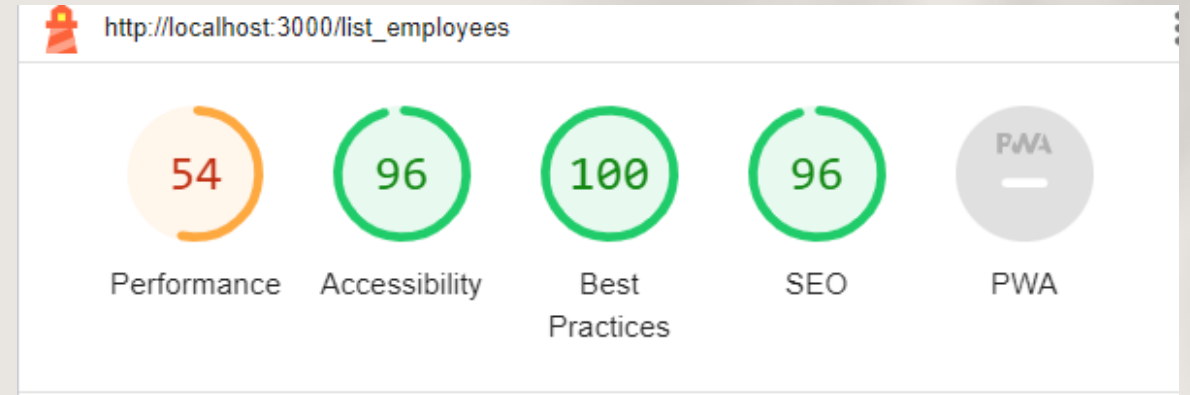 http://localhost:3000/list_employees
54 96 100 96 PWA
Performance Accessibility Best SEO PWA
Practices